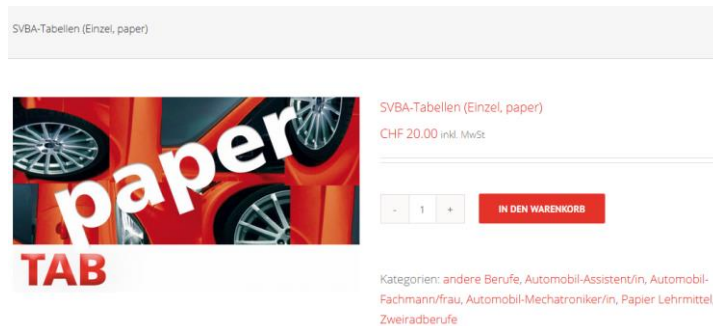 SVBA-Tabellen (Einzel, paper)
paper
TAB
SVBA-Tabellen (Einzel, paper)
CHF 20.00 inkl. MwSt
- 1 +
IN DEN WARENKORB
Kategorien: andere Berufe, Automobil-Assistent/in, Automobil-
Fachmann/frau, Automobil-Mechatroniker/in, Papier Lehrmittel,
Zweiradberufe